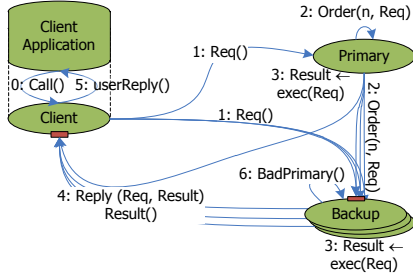 Client
Application
2: Order(n, Req)
1: Req()
Primary
0: Call()
5: userReply()
3: Result ←
exec(Req)
2: Order(n, Req)
Client
1: Req()
4: Reply (Req, Result)
Result()
6: BadPrimary()
Backup
3: Result ←
exec(Req)